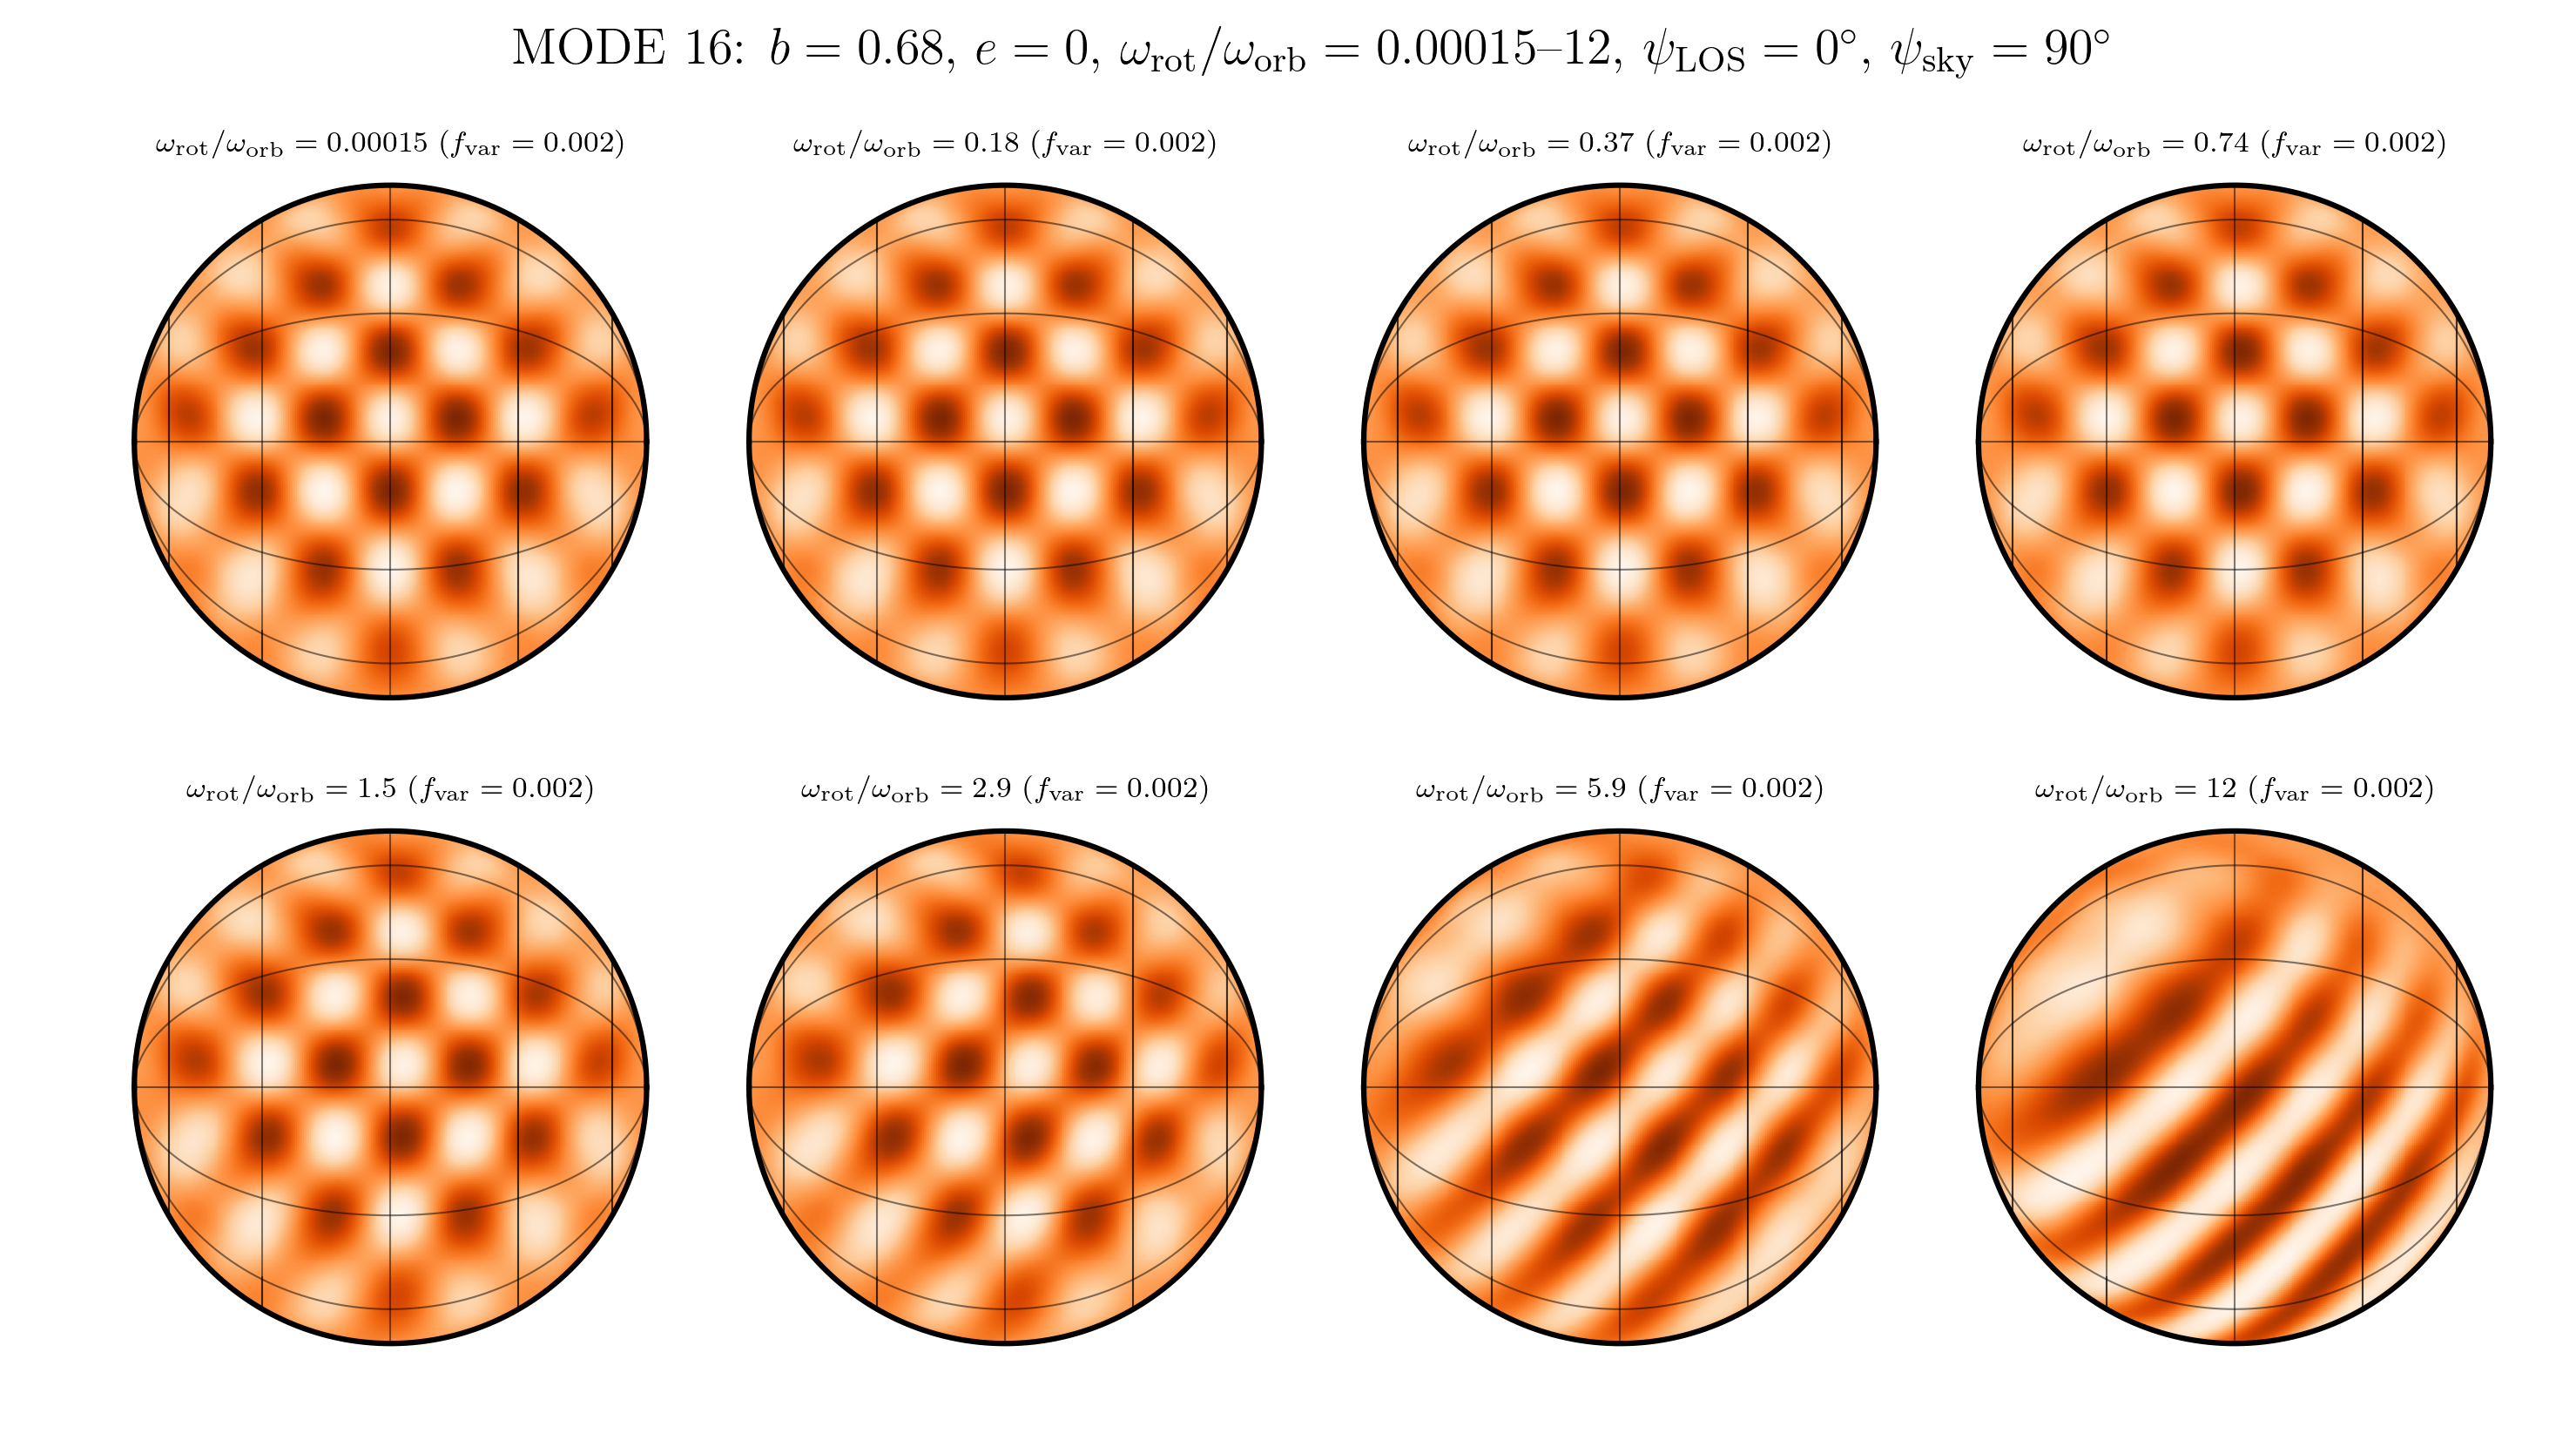 MODE 16: b = 0.68, e = 0, ω_rot/ω_orb = 0.00015–12, ψ_LOS = 0°, ψ_sky = 90°
ω_rot/ω_orb = 0.00015 (f_var = 0.002)
ω_rot/ω_orb = 0.18 (f_var = 0.002)
ω_rot/ω_orb = 0.37 (f_var = 0.002)
ω_rot/ω_orb = 0.74 (f_var = 0.002)
ω_rot/ω_orb = 1.5 (f_var = 0.002)
ω_rot/ω_orb = 2.9 (f_var = 0.002)
ω_rot/ω_orb = 5.9 (f_var = 0.002)
ω_rot/ω_orb = 12 (f_var = 0.002)